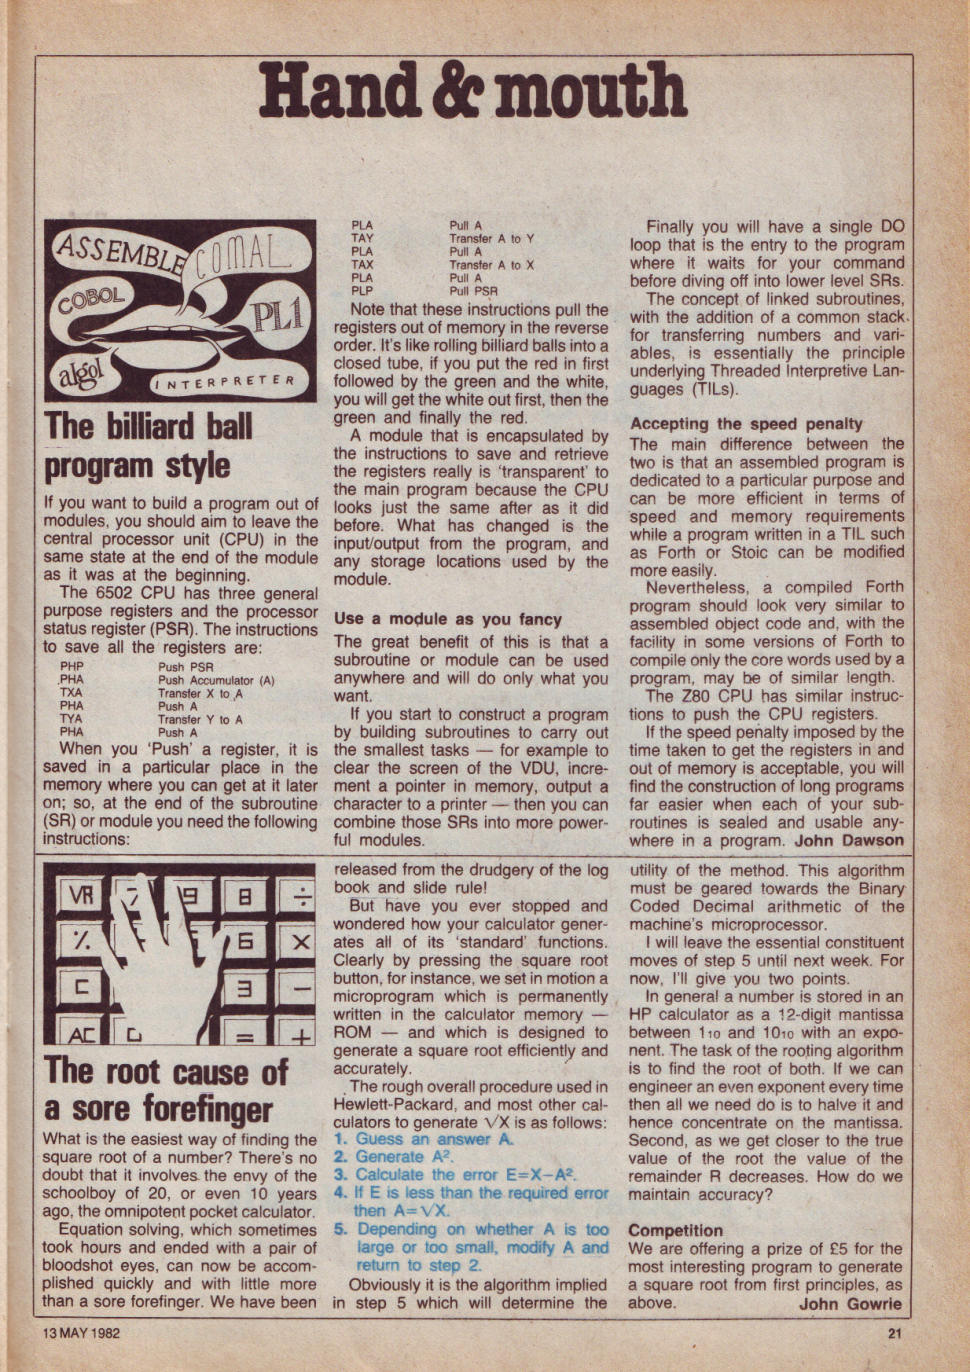 Hand & mouth
ASSEMBLE
COMAL
COBOL
PL1
algol
INTERPRETER
The billiard ball
program style
If you want to build a program out of
modules, you should aim to leave the
central processor unit (CPU) in the
same state at the end of the module
as it was at the beginning.
The 6502 CPU has three general
purpose registers and the processor
status register (PSR). The instructions
to save all the registers are:
PHP Push PSR
PHA Push Accumulator (A)
TXA Transfer X to A
PHA Push A
TYA Transfer Y to A
PHA Push A
When you ‘Push’ a register, it is
saved in a particular place in the
memory where you can get at it later
on; so, at the end of the subroutine
(SR) or module you need the following
instructions:
PLA Pull A
TAY Transfer A to Y
PLA Pull A
TAX Transfer A to X
PLA Pull A
PLP Pull PSR
Note that these instructions pull the
registers out of memory in the reverse
order. It's like rolling billiard balls into a
closed tube, if you put the red in first
followed by the green and the white,
you will get the white out first, then the
green and finally the red.
A module that is encapsulated by
the instructions to save and retrieve
the registers really is ‘transparent’ to
the main program because the CPU
looks just the same after as it did
before. What has changed is the
input/output from the program, and
any storage locations used by the
module.
Use a module as you fancy
The great benefit of this is that a
subroutine or module can be used
anywhere and will do only what you
want.
If you start to construct a program
by building subroutines to carry out
the smallest tasks — for example to
clear the screen of the VDU, incre-
ment a pointer in memory, output a
character to a printer — then you can
combine those SRs into more power-
ful modules.
Finally you will have a single DO
loop that is the entry to the program
where it waits for your command
before diving off into lower level SRs.
The concept of linked subroutines,
with the addition of a common stack
for transferring numbers and vari-
ables, is essentially the principle
underlying Threaded Interpretive Lan-
guages (TILs).
Accepting the speed penalty
The main difference between the
two is that an assembled program is
dedicated to a particular purpose and
can be more efficient in terms of
speed and memory requirements
while a program written in a TIL such
as Forth or Stoic can be modified
more easily.
Nevertheless, a compiled Forth
program should look very similar to
assembled object code and, with the
facility in some versions of Forth to
compile only the core words used by a
program, may be of similar length.
The Z80 CPU has similar instruc-
tions to push the CPU registers.
If the speed penalty imposed by the
time taken to get the registers in and
out of memory is acceptable, you will
find the construction of long programs
far easier when each of your sub-
routines is sealed and usable any-
where in a program. John Dawson
VR 7 9 8 ÷
% 6 X
C 3 −
AC = +
The root cause of
a sore forefinger
What is the easiest way of finding the
square root of a number? There's no
doubt that it involves the envy of the
schoolboy of 20, or even 10 years
ago, the omnipotent pocket calculator.
Equation solving, which sometimes
took hours and ended with a pair of
bloodshot eyes, can now be accom-
plished quickly and with little more
than a sore forefinger. We have been
released from the drudgery of the log
book and slide rule!
But have you ever stopped and
wondered how your calculator gener-
ates all of its ‘standard’ functions.
Clearly by pressing the square root
button, for instance, we set in motion a
microprogram which is permanently
written in the calculator memory —
ROM — and which is designed to
generate a square root efficiently and
accurately.
The rough overall procedure used in
Hewlett-Packard, and most other cal-
culators to generate √X is as follows:
1. Guess an answer A.
2. Generate A².
3. Calculate the error E=X−A².
4. If E is less than the required error
then A=√X.
5. Depending on whether A is too
large or too small, modify A and
return to step 2.
Obviously it is the algorithm implied
in step 5 which will determine the
utility of the method. This algorithm
must be geared towards the Binary
Coded Decimal arithmetic of the
machine's microprocessor.
I will leave the essential constituent
moves of step 5 until next week. For
now, I'll give you two points.
In general a number is stored in an
HP calculator as a 12-digit mantissa
between 1₁₀ and 10₁₀ with an expo-
nent. The task of the rooting algorithm
is to find the root of both. If we can
engineer an even exponent every time
then all we need do is to halve it and
hence concentrate on the mantissa.
Second, as we get closer to the true
value of the root the value of the
remainder R decreases. How do we
maintain accuracy?
Competition
We are offering a prize of £5 for the
most interesting program to generate
a square root from first principles, as
above. John Gowrie
13 MAY 1982
21